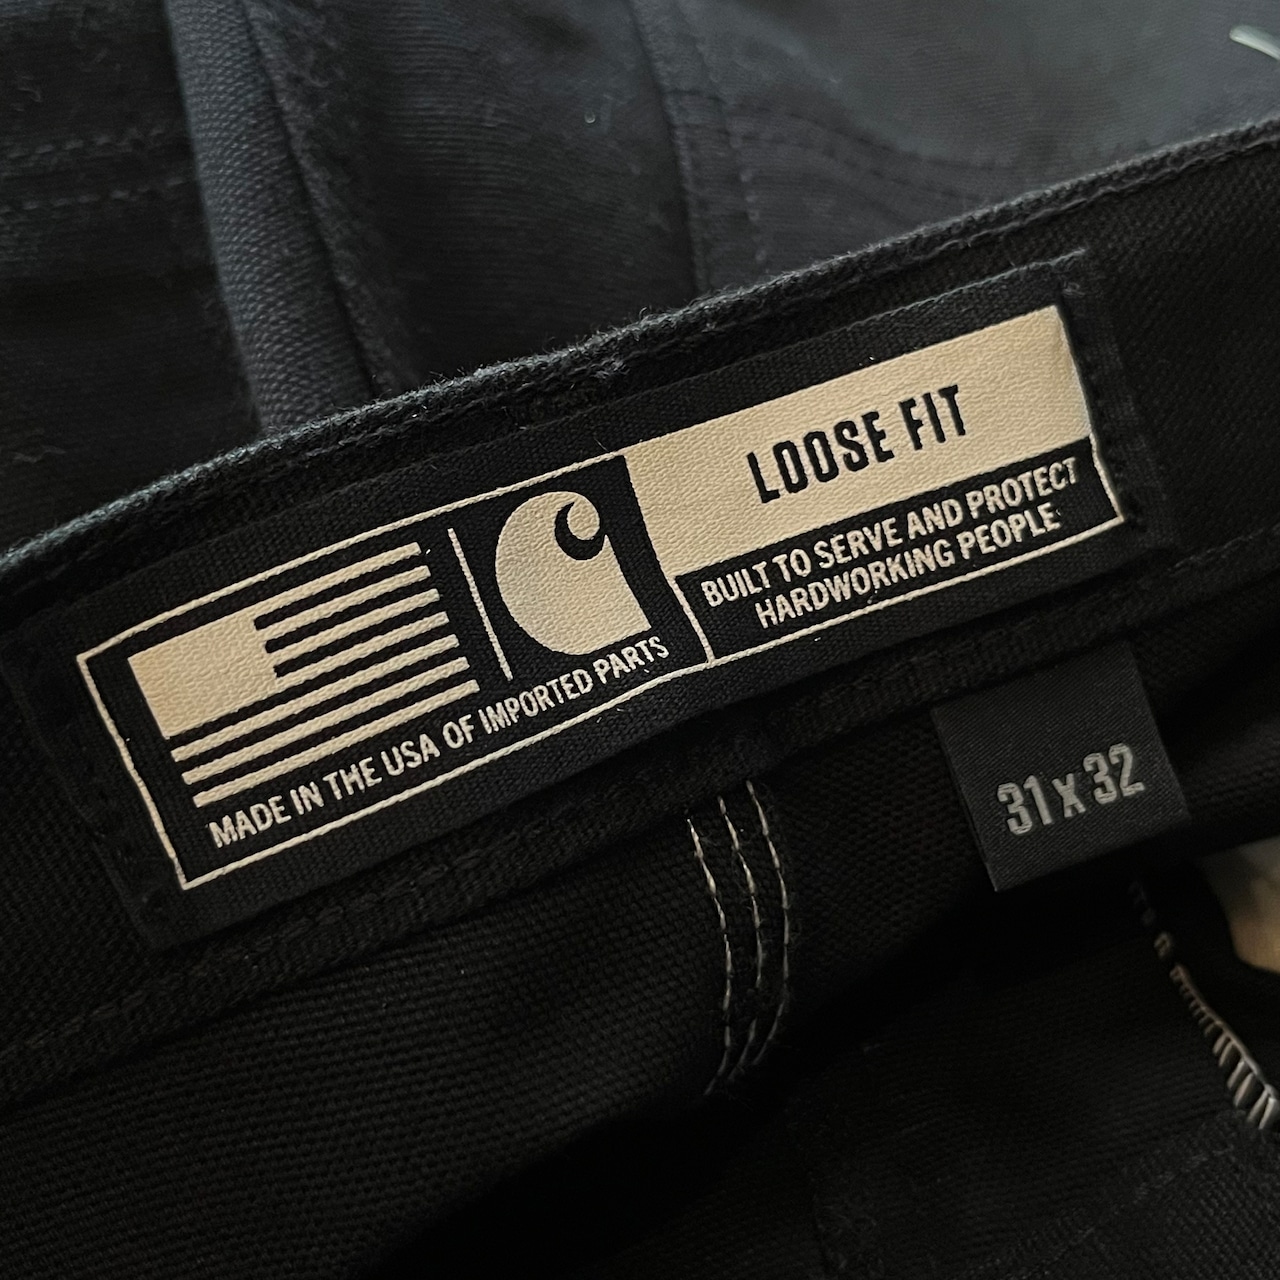 LOOSE FIT
BUILT TO SERVE AND PROTECT
HARDWORKING PEOPLE
MADE IN THE USA OF IMPORTED PARTS
31 x 32